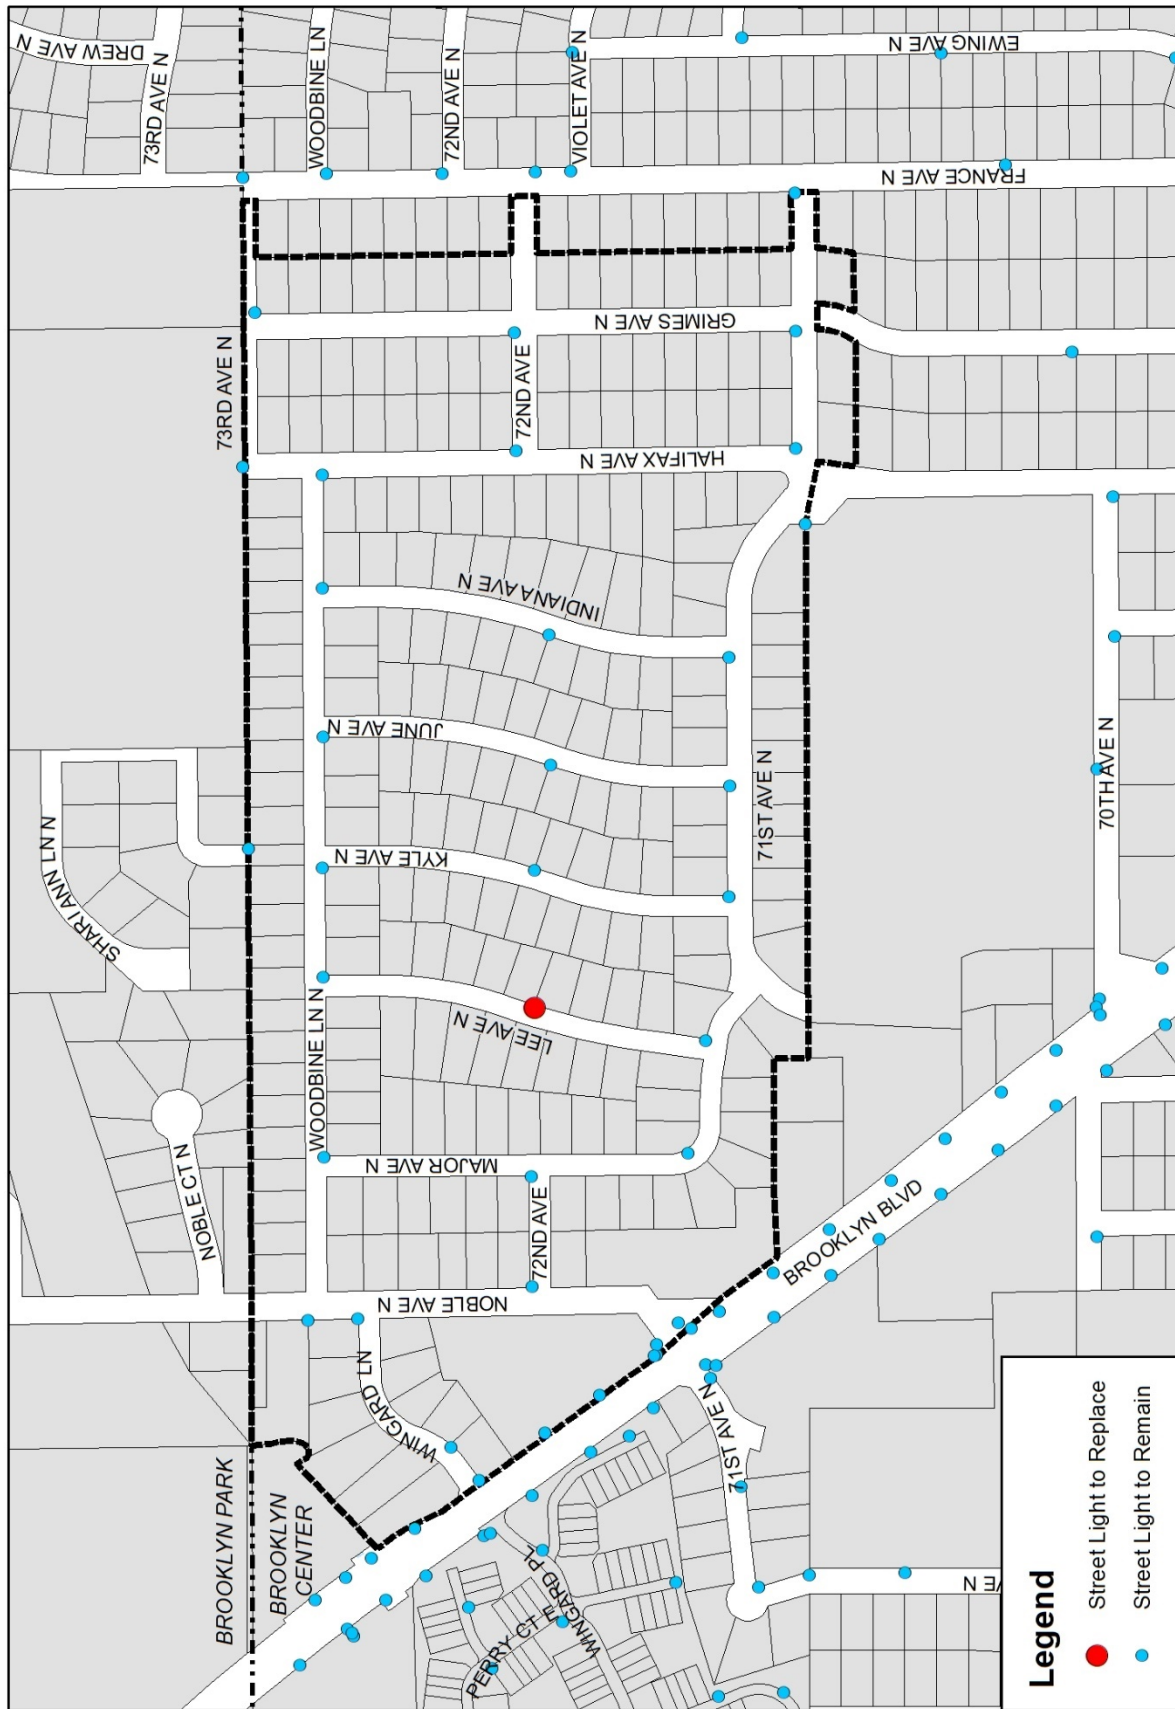 DREW AVE N
73RD AVE N
WOODBINE LN
72ND AVE N
VIOLET AVE N
EWING AVE N
FRANCE AVE N
73RD AVE N
72ND AVE
GRIMES AVE N
HALIFAX AVE N
INDIANA AVE N
JUNE AVE N
KYLE AVE N
LEE AVE N
71ST AVE N
70TH AVE N
SHARI ANN LN N
NOBLE CT N
WOODBINE LN N
MAJOR AVE N
72ND AVE
NOBLE AVE N
BROOKLYN BLVD
WINGARD LN
71ST AVE N
BROOKLYN PARK
BROOKLYN
CENTER
WINGARD PL
PERRY CT E
VE N
Legend
Street Light to Replace
Street Light to Remain